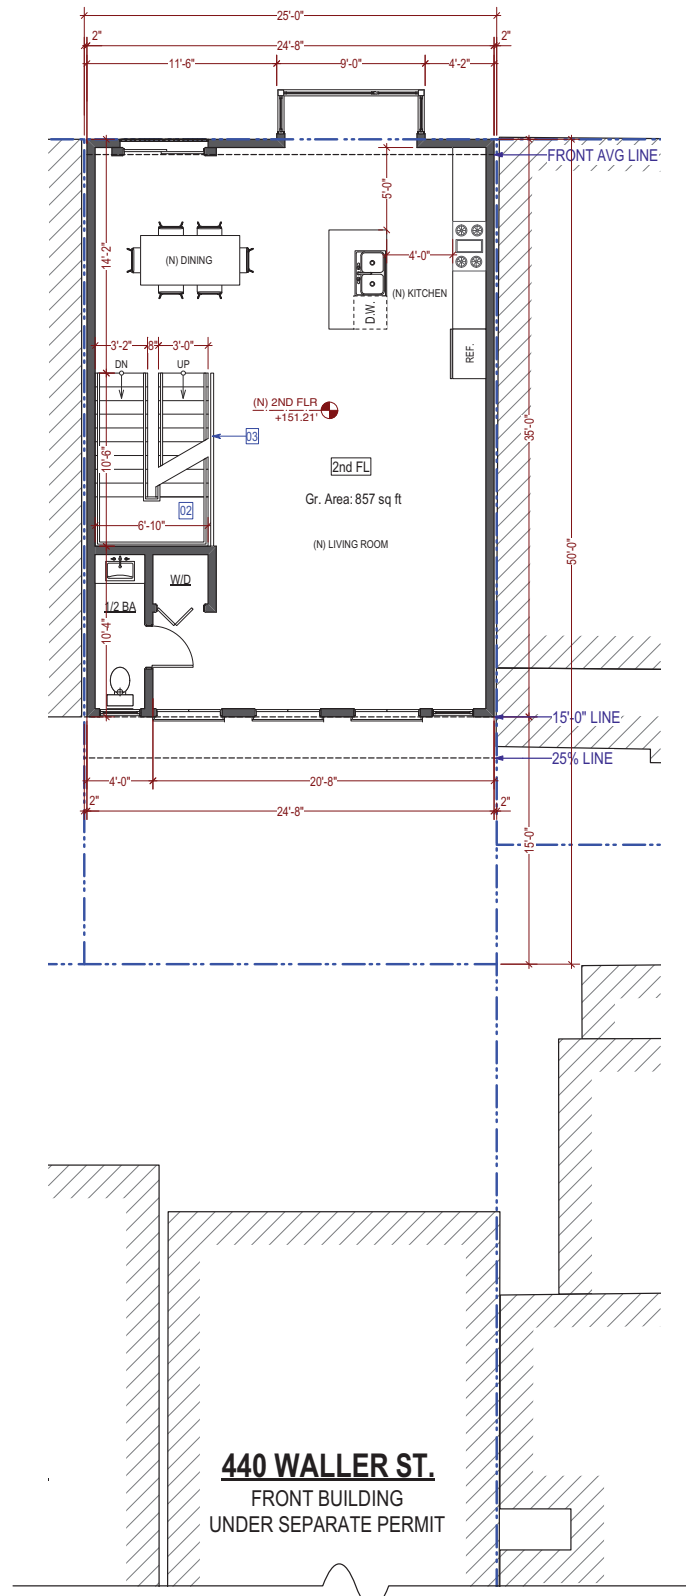 25'-0"
2"
2"
24'-8"
11'-6"
9'-0"
4'-2"
FRONT AVG LINE
5'-0"
14'-2"
(N) DINING
4'-0"
(N) KITCHEN
D.W.
REF.
3'-2"
8"
3'-0"
DN
UP
(N) 2ND FLR
+151.21'
03
35'-0"
10'-6"
2nd FL
Gr. Area: 857 sq ft
02
6'-10"
(N) LIVING ROOM
50'-0"
W/D
1/2 BA
10'-4"
15'-0" LINE
25% LINE
4'-0"
20'-8"
2"
2"
24'-8"
15'-0"
440 WALLER ST.
FRONT BUILDING
UNDER SEPARATE PERMIT